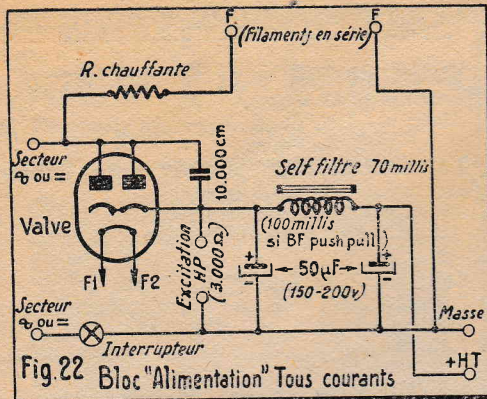 F
F
(Filaments en série)
R. chauffante
Secteur
∿ ou =
10.000cm
Self filtre 70 millis
Valve
(100 millis
si BF push pull)
F1
F2
Excitation
HP
(3.000Ω)
+
-
50µF
+
-
(150-200v)
Secteur
∿ ou =
Masse
Interrupteur
+HT
Fig. 22 Bloc "Alimentation" Tous courants